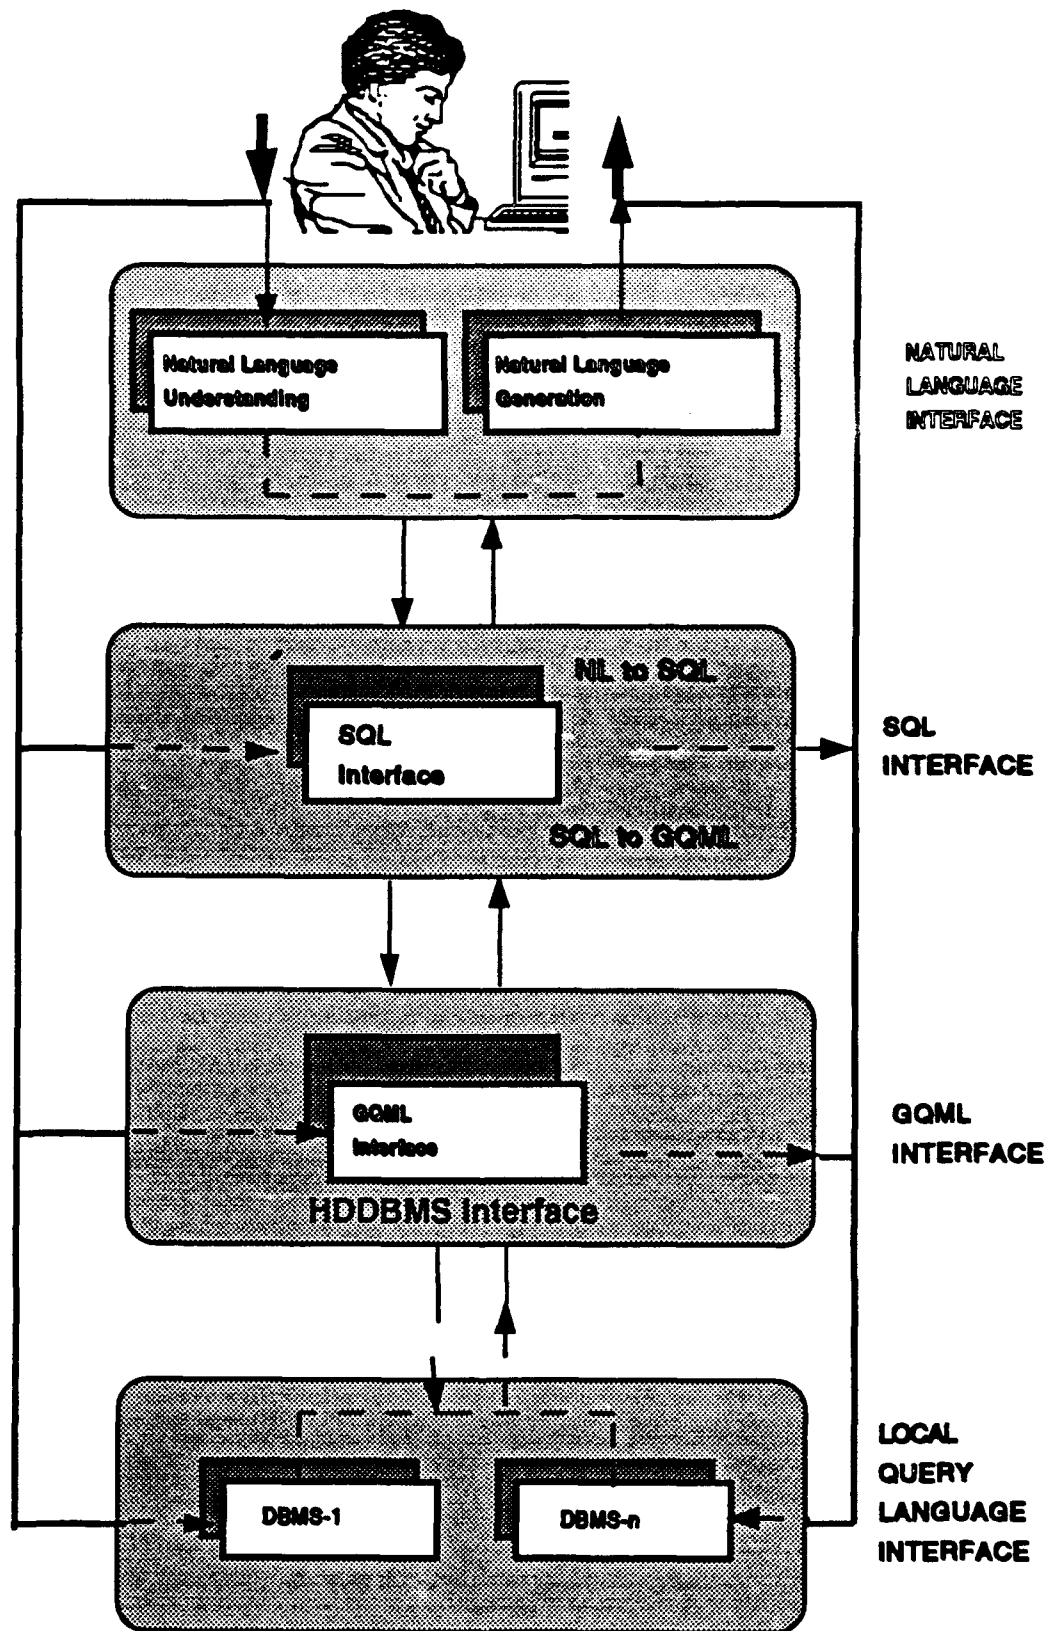 Natural Language
Understanding
Natural Language
Generation
NATURAL
LANGUAGE
INTERFACE
NL to SQL
SQL
Interface
SQL to GQML
SQL
INTERFACE
GQML
Interface
HDDBMS Interface
GQML
INTERFACE
DBMS-1
DBMS-n
LOCAL
QUERY
LANGUAGE
INTERFACE